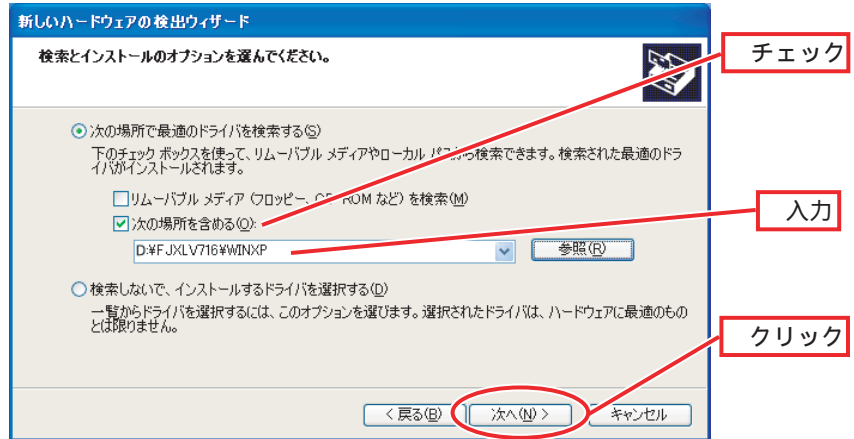 新しいハードウェアの検出ウィザード
検索とインストールのオプションを選んでください。
チェック
次の場所で最適のドライバを検索する(S)
下のチェック ボックスを使って、リムーバブル メディアやローカル パスから検索できます。検索された最適のドラ
イバがインストールされます。
リムーバブル メディア (フロッピー、CD-ROM など) を検索(M)
次の場所を含める(O):
入力
D:¥FJXLV716¥WINXP
参照(R)
検索しないで、インストールするドライバを選択する(D)
一覧からドライバを選択するには、このオプションを選びます。選択されたドライバは、ハードウェアに最適のもの
とは限りません。
クリック
< 戻る(B)
次へ(N) >
キャンセル